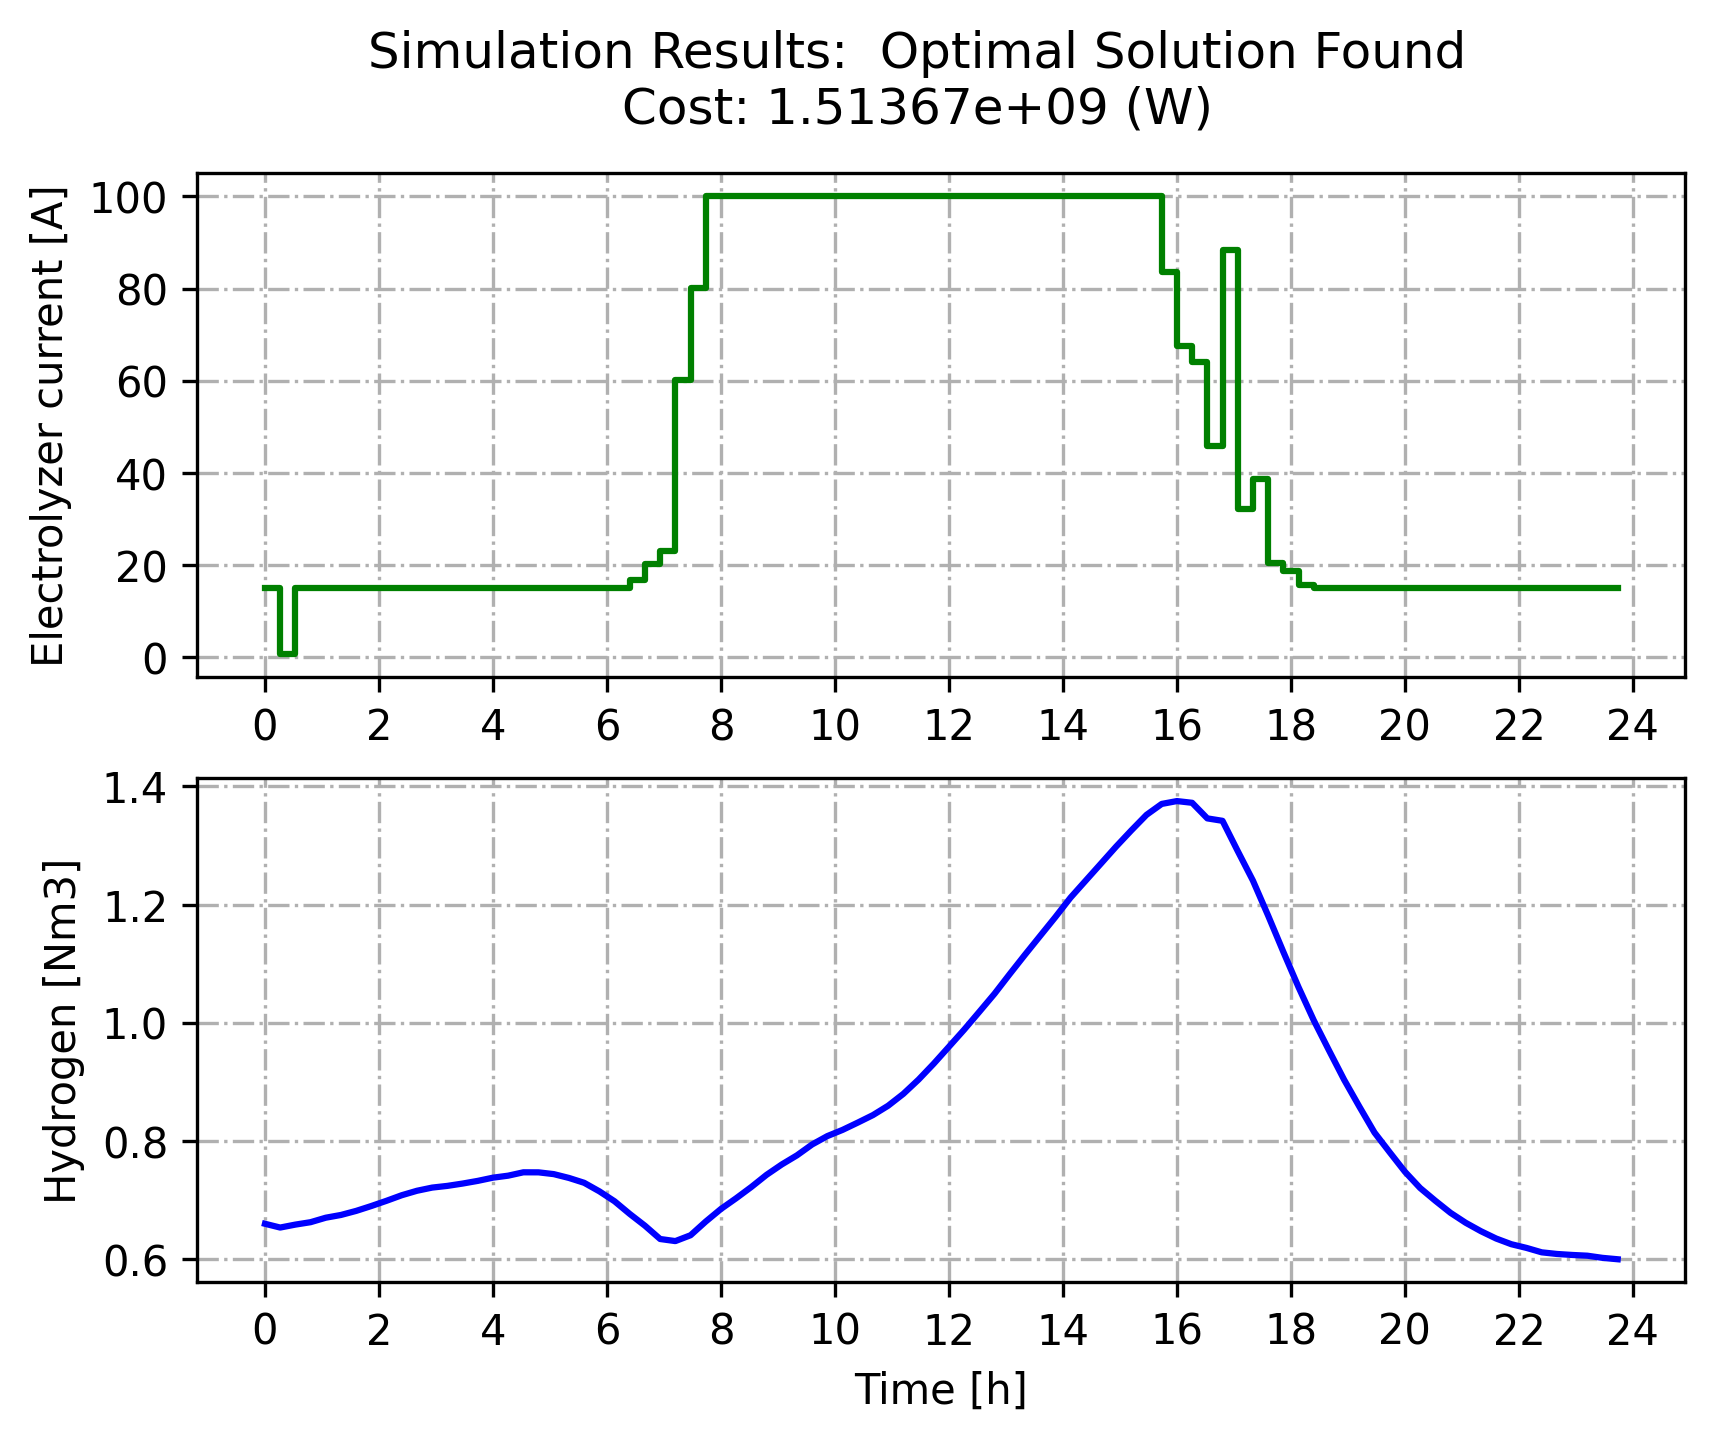 Simulation Results:  Optimal Solution Found
Cost: 1.51367e+09 (W)
Electrolyzer current [A]
100
80
60
40
20
0
0 2 4 6 8 10 12 14 16 18 20 22 24
Hydrogen [Nm3]
1.4
1.2
1.0
0.8
0.6
0 2 4 6 8 10 12 14 16 18 20 22 24
Time [h]